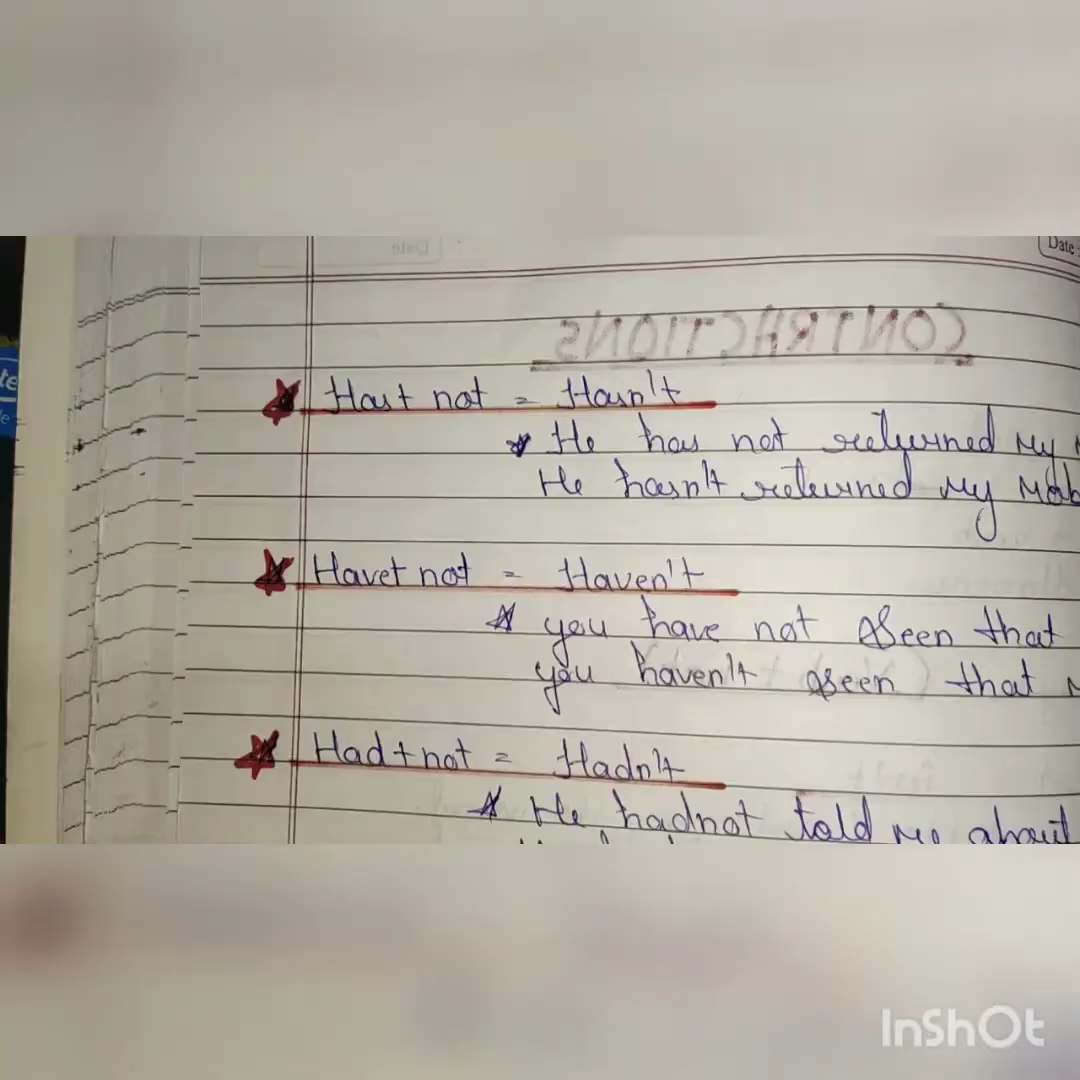 Date
CONTRACTIONS
Has+ not = Hasn't
He has not returned my
He hasn't returned my
Have+ not = Haven't
you have not seen that
you haven't seen that
Had + not = Hadn't
He hadnot told me about
InShOt